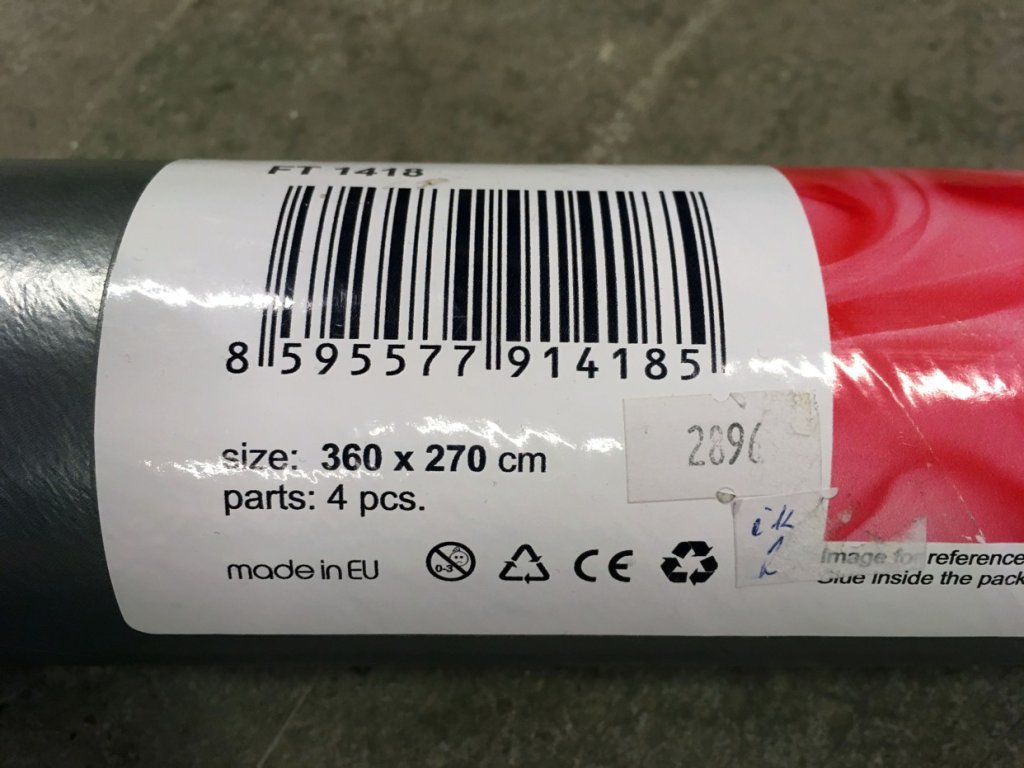 FT 1418
8 595577 914185
2896
size: 360 x 270 cm
parts: 4 pcs.
made in EU
0-3
CE
Image for reference
Glue inside the pack